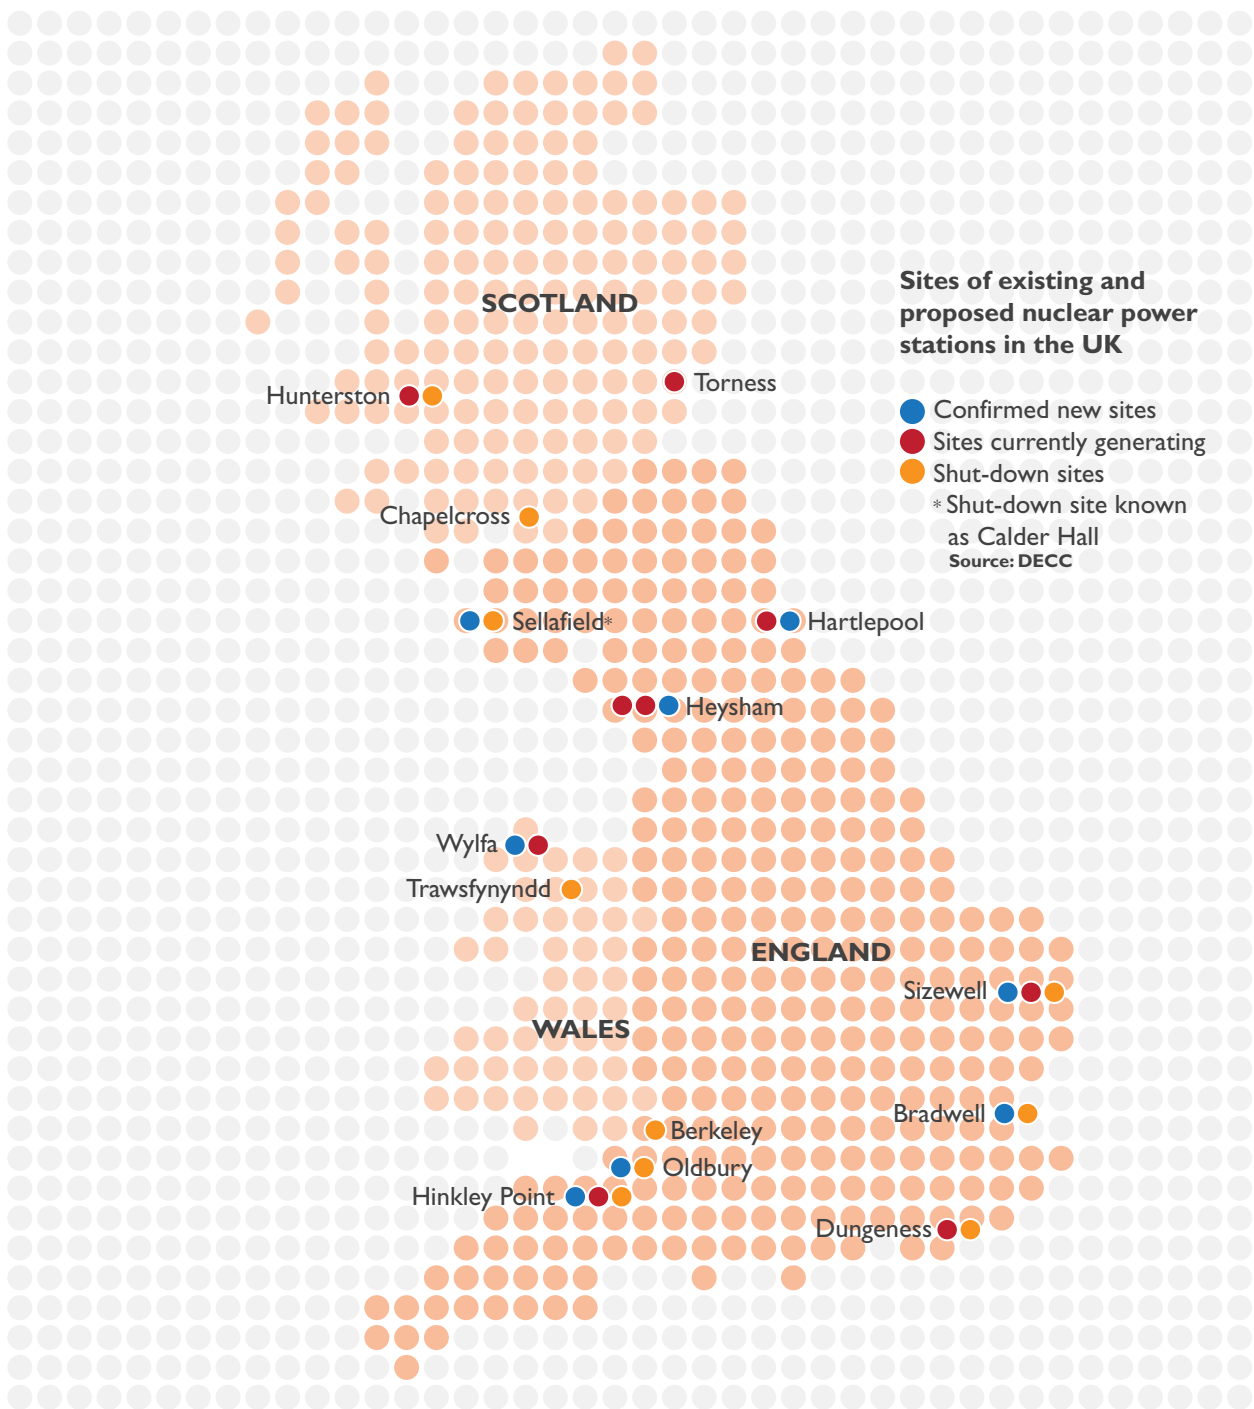 Sites of existing and
proposed nuclear power
stations in the UK
Confirmed new sites
Sites currently generating
Shut-down sites
* Shut-down site known
as Calder Hall
Source: DECC
SCOTLAND
Torness
Hunterston
Chapelcross
Sellafield*
Hartlepool
Heysham
Wylfa
Trawsfynyndd
ENGLAND
Sizewell
WALES
Bradwell
Berkeley
Oldbury
Hinkley Point
Dungeness